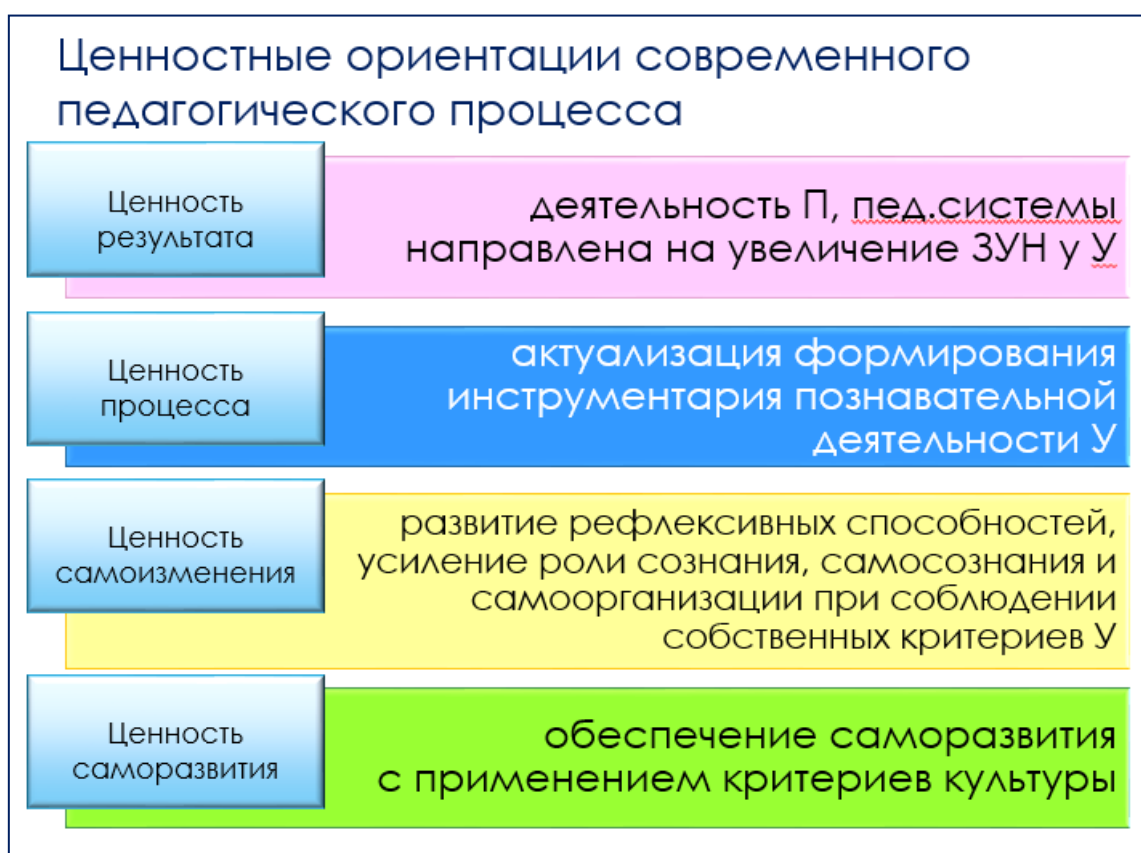 Ценностные ориентации современного
педагогического процесса
Ценность
результата
деятельность П, пед.системы
направлена на увеличение ЗУН у У
Ценность
процесса
актуализация формирования
инструментария познавательной
деятельности У
Ценность
самоизменения
развитие рефлексивных способностей,
усиление роли сознания, самосознания и
самоорганизации при соблюдении
собственных критериев У
Ценность
саморазвития
обеспечение саморазвития
с применением критериев культуры